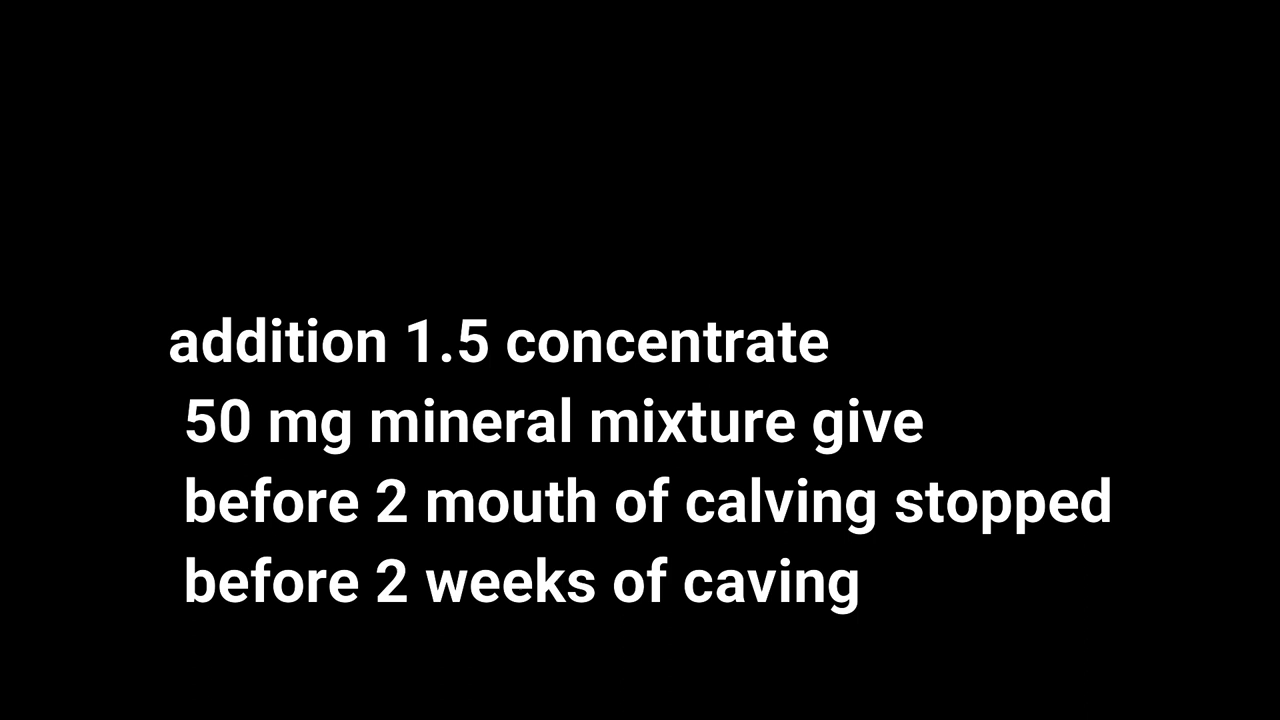 addition 1.5 concentrate
50 mg mineral mixture give
before 2 mouth of calving stopped
before 2 weeks of caving